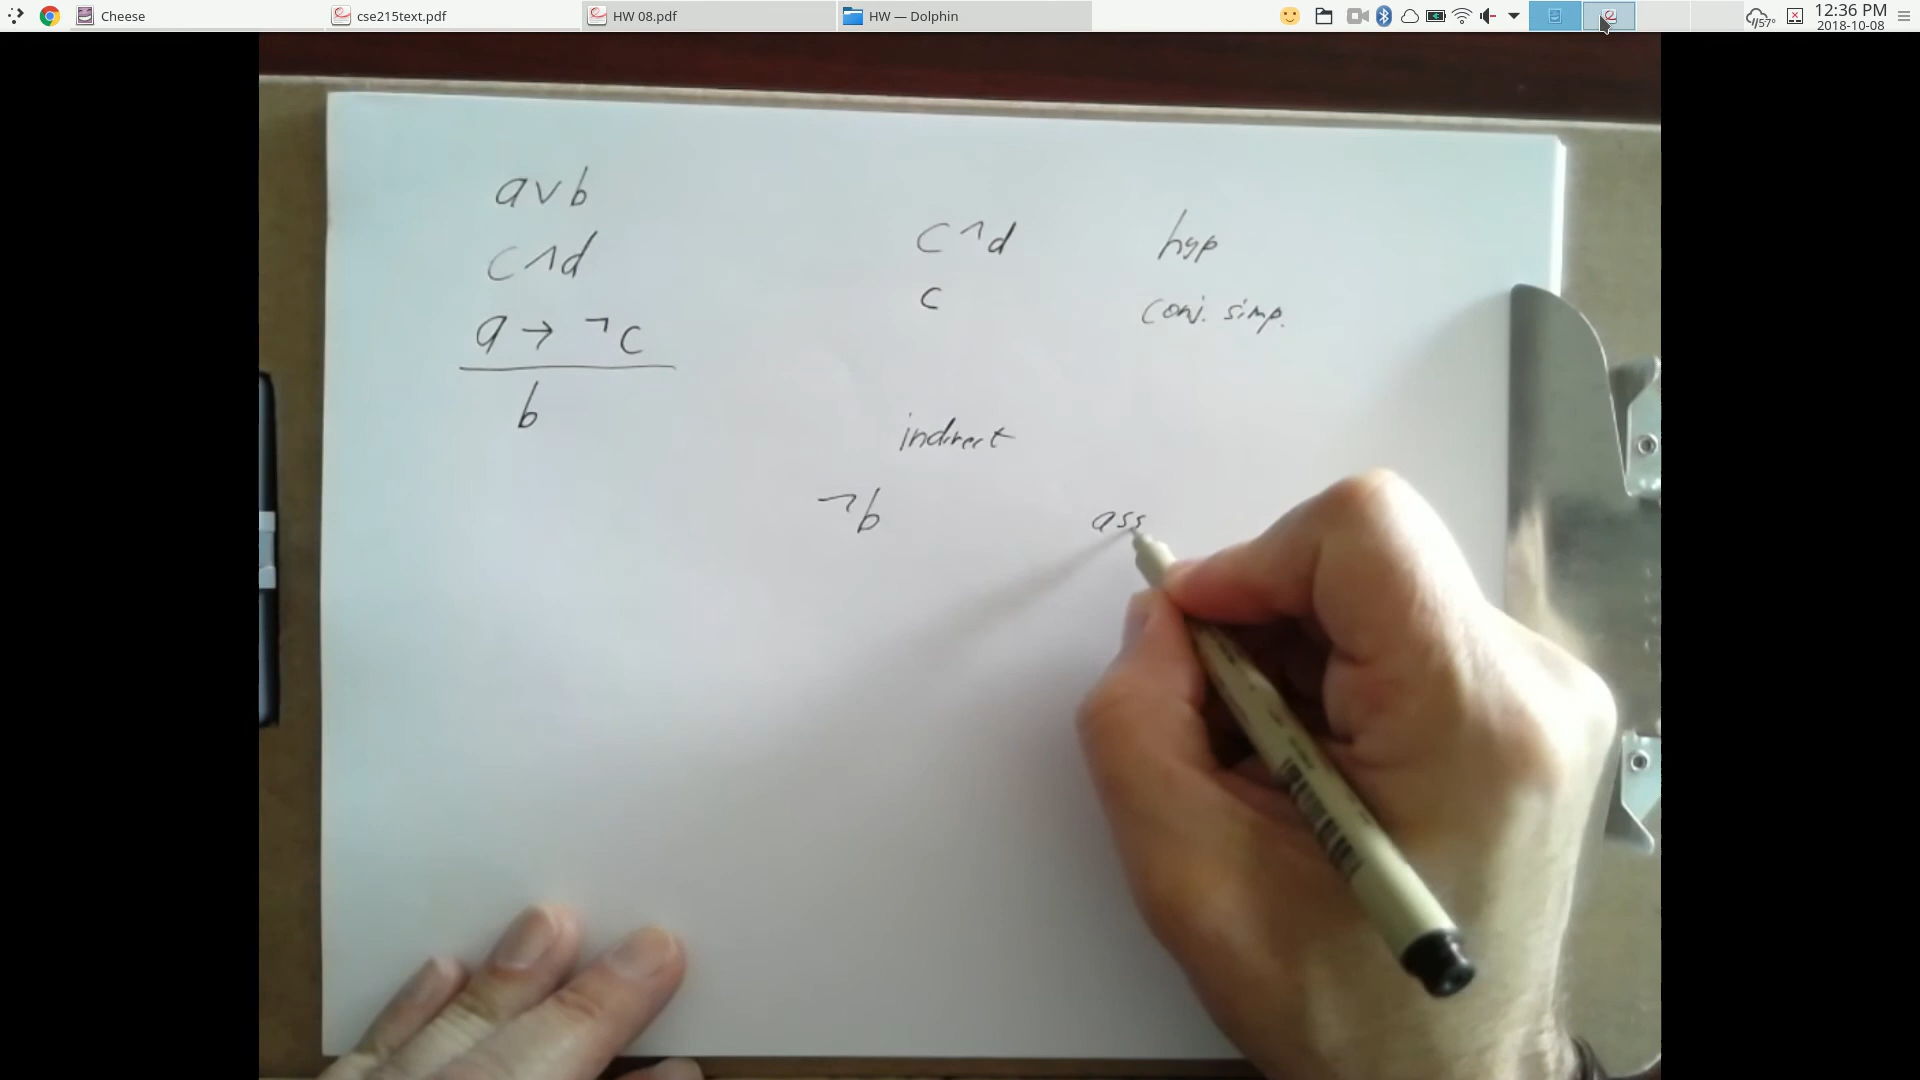 Cheese
cse215text.pdf
HW 08.pdf
HW — Dolphin
57°
12:36 PM
2018-10-08
a ∨ b
c ∧ d
a → ¬c
b
c ∧ d hyp
c conj. simp.
indirect
¬b ass